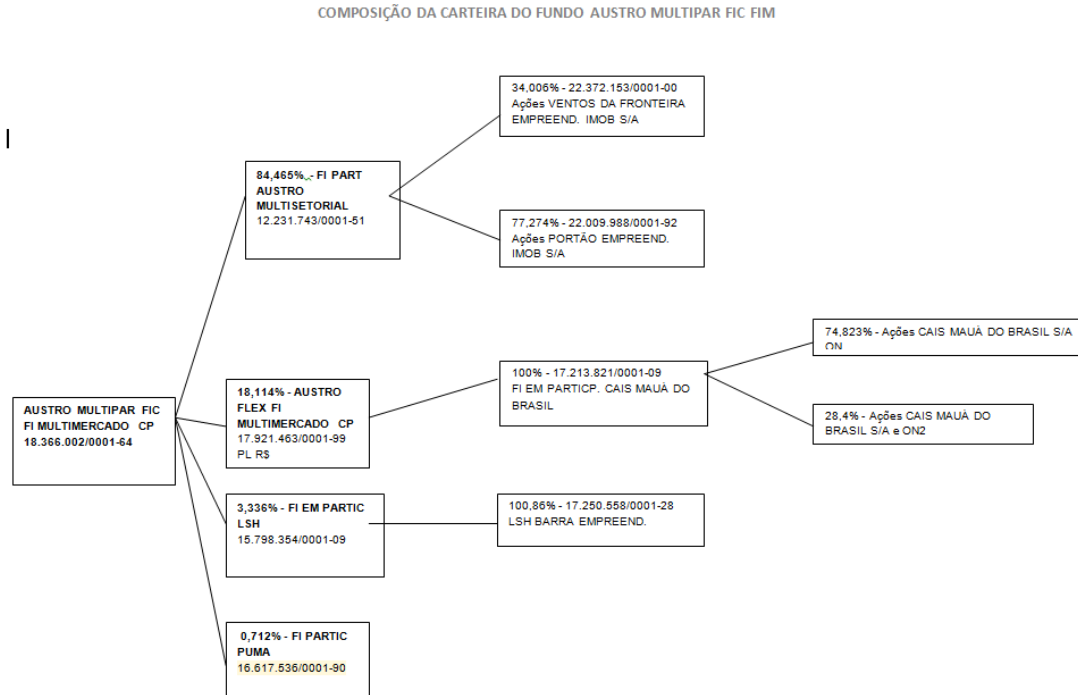 COMPOSIÇÃO DA CARTEIRA DO FUNDO AUSTRO MULTIPAR FIC FIM
34,006% - 22.372.153/0001-00
Ações VENTOS DA FRONTEIRA
EMPREEND. IMOB S/A
84,465% - FI PART
AUSTRO
MULTISETORIAL
12.231.743/0001-51
77,274% - 22.009.988/0001-92
Ações PORTÃO EMPREEND.
IMOB S/A
AUSTRO MULTIPAR FIC
FI MULTIMERCADO CP
18.366.002/0001-64
18,114% - AUSTRO
FLEX FI
MULTIMERCADO CP
17.921.463/0001-99
PL R$
100% - 17.213.821/0001-09
FI EM PARTICP. CAIS MAUÀ DO
BRASIL
74,823% - Ações CAIS MAUÀ DO BRASIL S/A
ON
28,4% - Ações CAIS MAUÀ DO
BRASIL S/A e ON2
3,336% - FI EM PARTIC
LSH
15.798.354/0001-09
100,86% - 17.250.558/0001-28
LSH BARRA EMPREEND.
0,712% - FI PARTIC
PUMA
16.617.536/0001-90